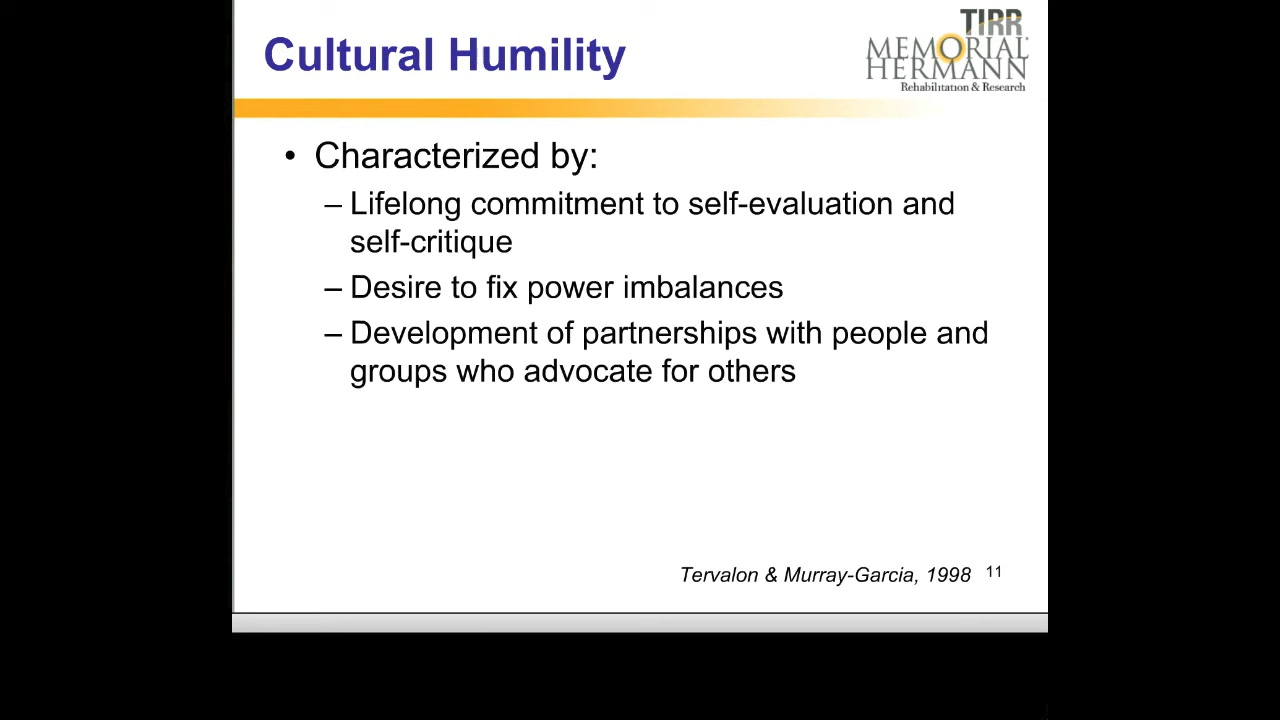 Cultural Humility
TIRR
MEMORIAL
HERMANN
Rehabilitation & Research
• Characterized by:
– Lifelong commitment to self-evaluation and
self-critique
– Desire to fix power imbalances
– Development of partnerships with people and
groups who advocate for others
Tervalon & Murray-Garcia, 1998 11